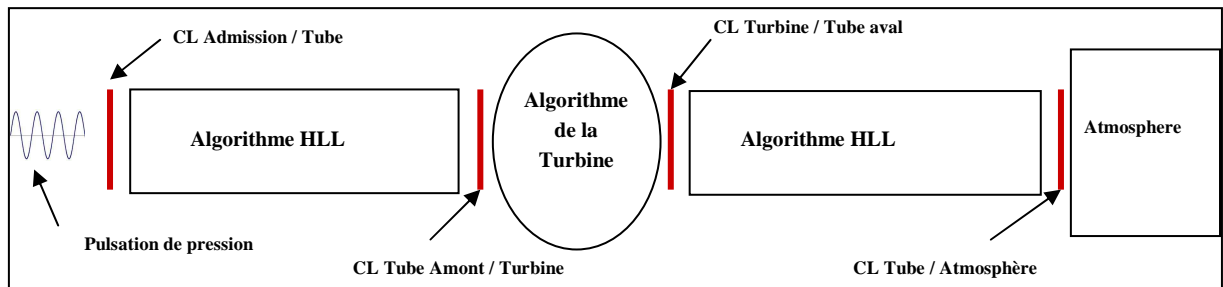 CL Admission / Tube
CL Turbine / Tube aval
Algorithme HLL
Algorithme
de la
Turbine
Algorithme HLL
Atmosphere
Pulsation de pression
CL Tube Amont / Turbine
CL Tube / Atmosphère